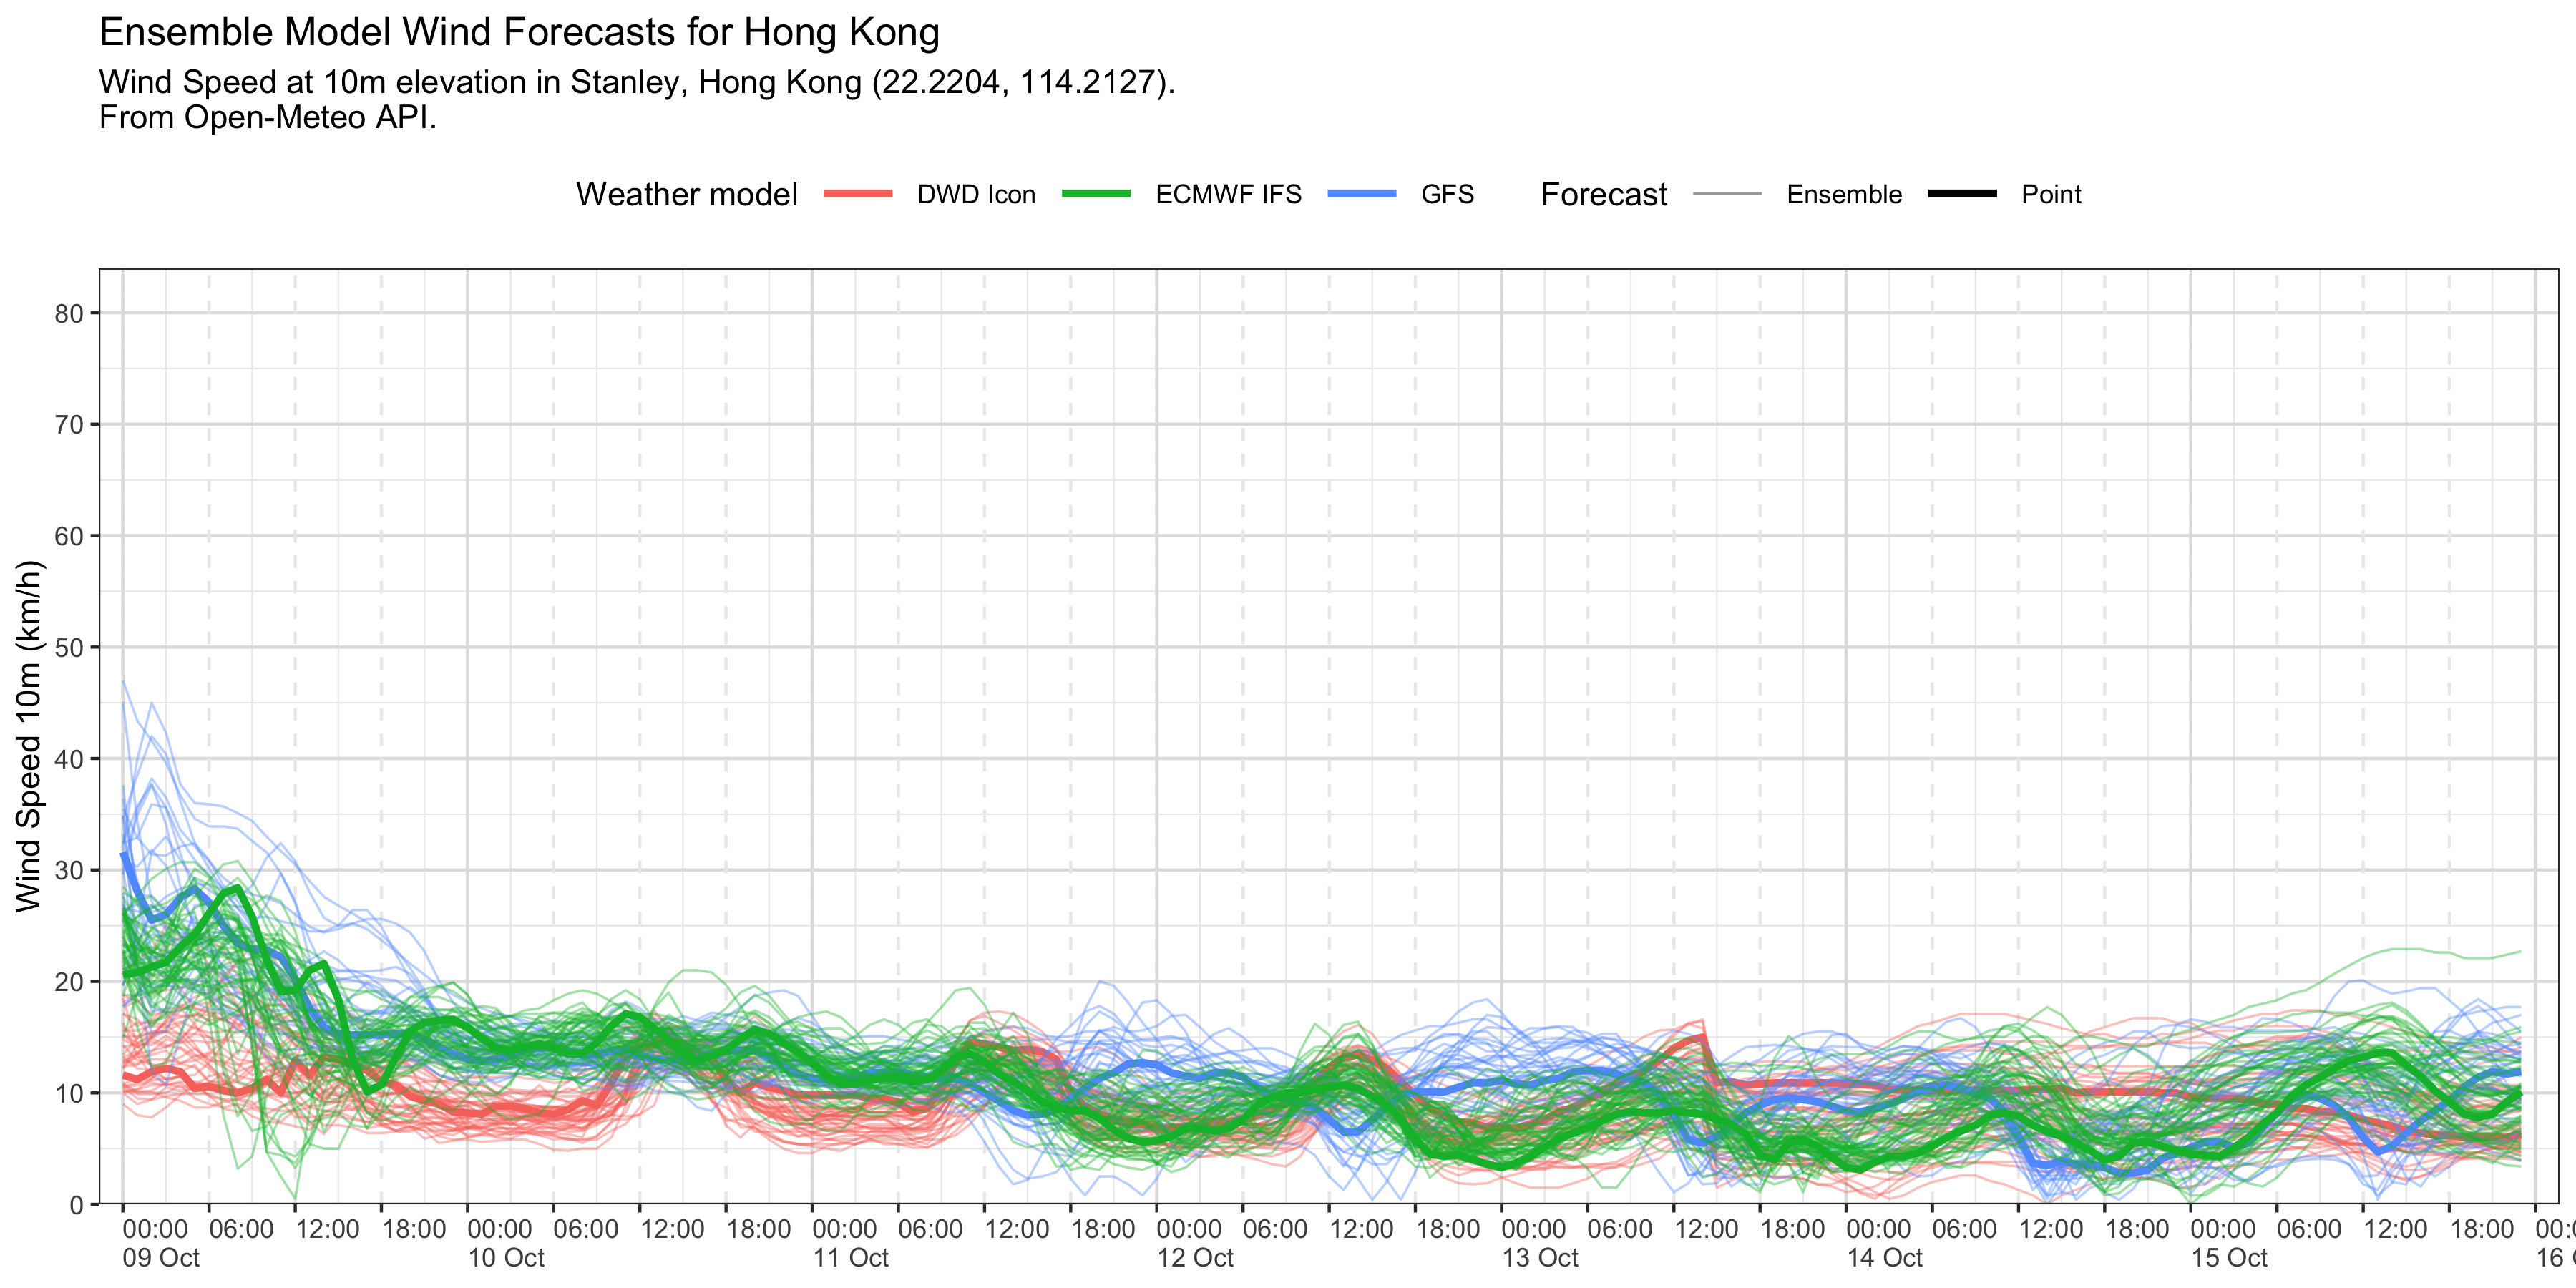 Ensemble Model Wind Forecasts for Hong Kong
Wind Speed at 10m elevation in Stanley, Hong Kong (22.2204, 114.2127).
From Open-Meteo API.
Weather model DWD Icon ECMWF IFS GFS Forecast Ensemble Point
Wind Speed 10m (km/h)
80
70
60
50
40
30
20
10
0
00:00 06:00 12:00 18:00 00:00 06:00 12:00 18:00 00:00 06:00 12:00 18:00 00:00 06:00 12:00 18:00 00:00 06:00 12:00 18:00 00:00 06:00 12:00 18:00 00:00 06:00 12:00 18:00
09 Oct 10 Oct 11 Oct 12 Oct 13 Oct 14 Oct 15 Oct 16